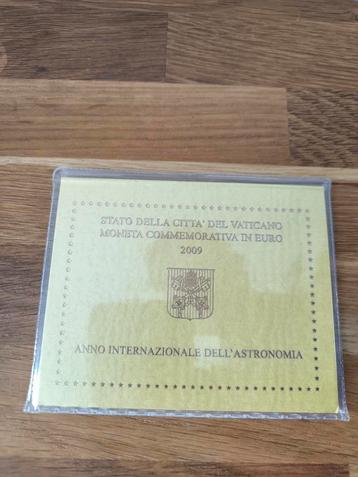 STATO DELLA CITTA' DEL VATICANO
MONETA COMMEMORATIVA IN EURO
2009
ANNO INTERNAZIONALE DELL'ASTRONOMIA